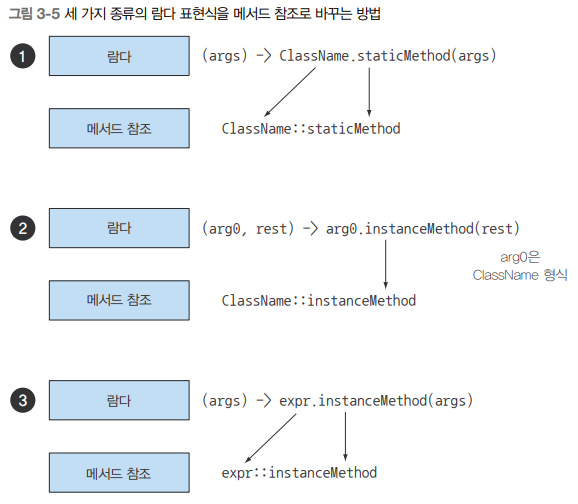 그림 3-5 세 가지 종류의 람다 표현식을 메서드 참조로 바꾸는 방법
1 람다 (args) -> ClassName.staticMethod(args)
메서드 참조 ClassName::staticMethod
2 람다 (arg0, rest) -> arg0.instanceMethod(rest)
arg0은
ClassName 형식
메서드 참조 ClassName::instanceMethod
3 람다 (args) -> expr.instanceMethod(args)
메서드 참조 expr::instanceMethod